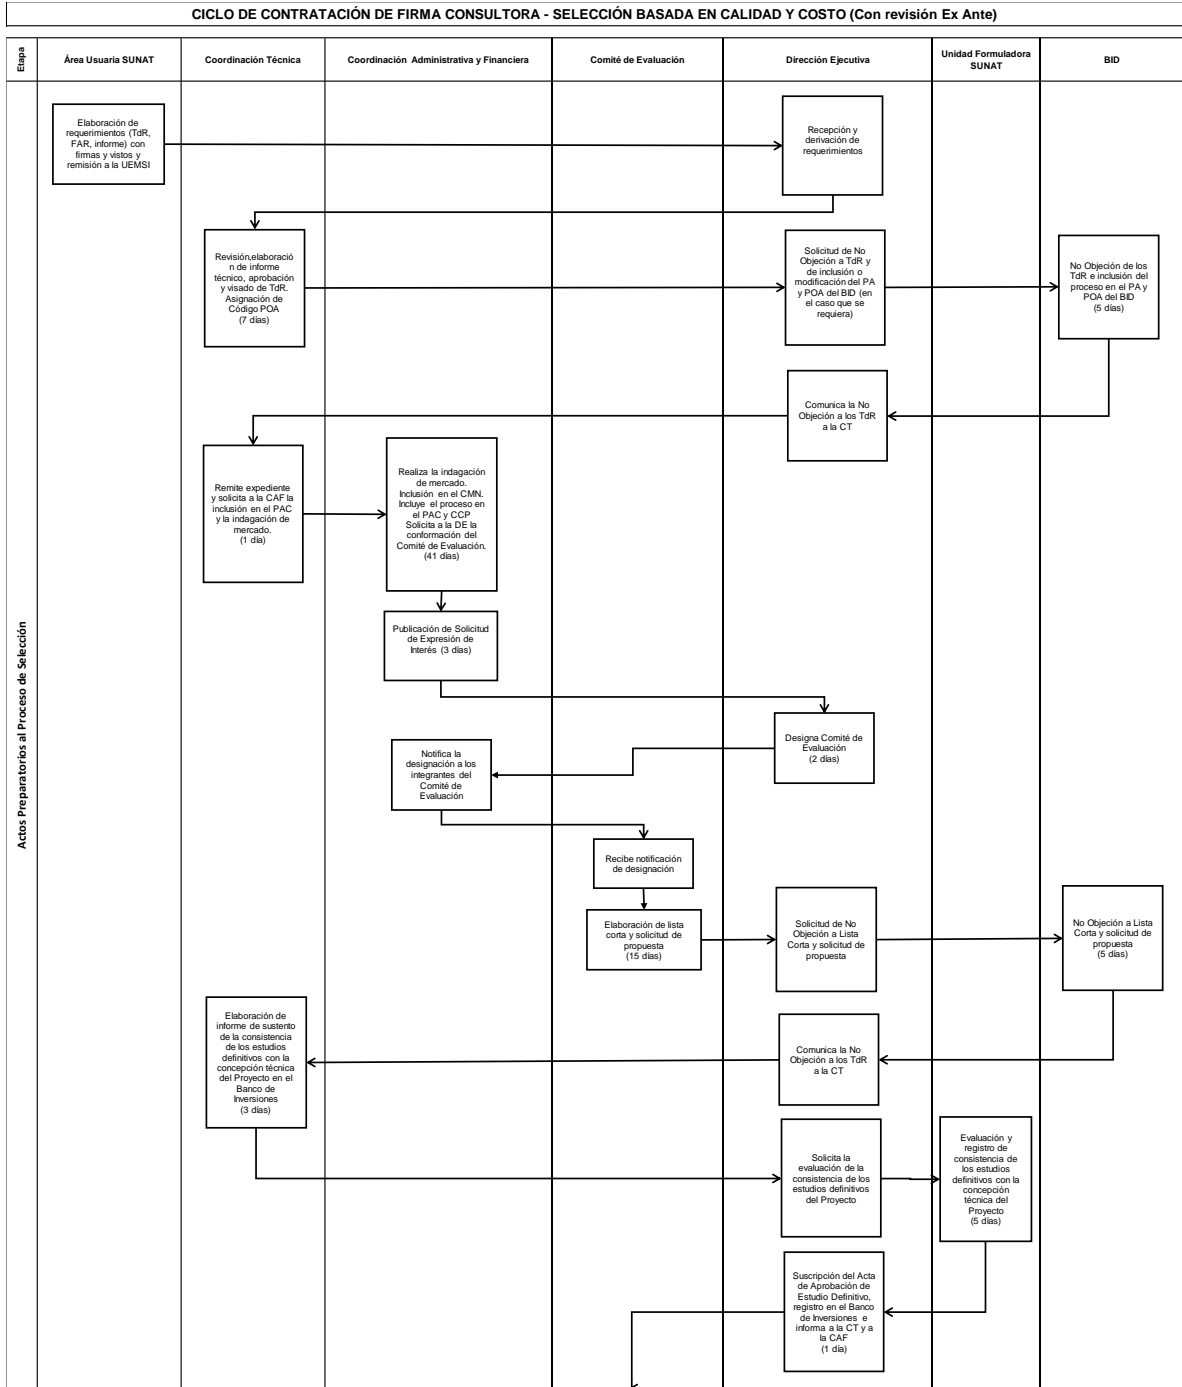 CICLO DE CONTRATACIÓN DE FIRMA CONSULTORA - SELECCIÓN BASADA EN CALIDAD Y COSTO (Con revisión Ex Ante)
Etapa
Área Usuaria SUNAT
Coordinación Técnica
Coordinación Administrativa y Financiera
Comité de Evaluación
Dirección Ejecutiva
Unidad Formuladora
SUNAT
BID
Actos Preparatorios al Proceso de Selección
Elaboración de
requerimientos (TdR,
FAR, informe) con
firmas y vistos y
remisión a la UEMSI
Recepción y
derivación de
requerimientos
Revisión,elaboració
n de informe
técnico, aprobación
y visado de TdR.
Asignación de
Código POA
(7 días)
Solicitud de No
Objeción a TdR y
de inclusión o
modificación del PA
y POA del BID (en
el caso que se
requiera)
No Objeción de los
TdR e inclusión del
proceso en el PA y
POA del BID
(5 días)
Comunica la No
Objeción a los TdR
a la CT
Remite expediente
y solicita a la CAF la
inclusión en el PAC
y la indagación de
mercado.
(1 día)
Realiza la indagación
de mercado.
Inclusión en el CMN.
Incluye el proceso en
el PAC y CCP
Solicita a la DE la
conformación del
Comité de Evaluación.
(41 días)
Publicación de Solicitud
de Expresión de
Interés (3 días)
Designa Comité de
Evaluación
(2 días)
Notifica la
designación a los
integrantes del
Comité de
Evaluación
Recibe notificación
de designación
Elaboración de lista
corta y solicitud de
propuesta
(15 días)
Solicitud de No
Objeción a Lista
Corta y solicitud de
propuesta
No Objeción a Lista
Corta y solicitud de
propuesta
(5 días)
Elaboración de
informe de sustento
de la consistencia
de los estudios
definitivos con la
concepción técnica
del Proyecto en el
Banco de
Inversiones
(3 días)
Comunica la No
Objeción a los TdR
a la CT
Solicita la
evaluación de la
consistencia de los
estudios definitivos
del Proyecto
Evaluación y
registro de
consistencia de
los estudios
definitivos con la
concepción
técnica del
Proyecto
(5 días)
Suscripción del Acta
de Aprobación de
Estudio Definitivo,
registro en el Banco
de Inversiones e
informa a la CT y a
la CAF
(1 día)